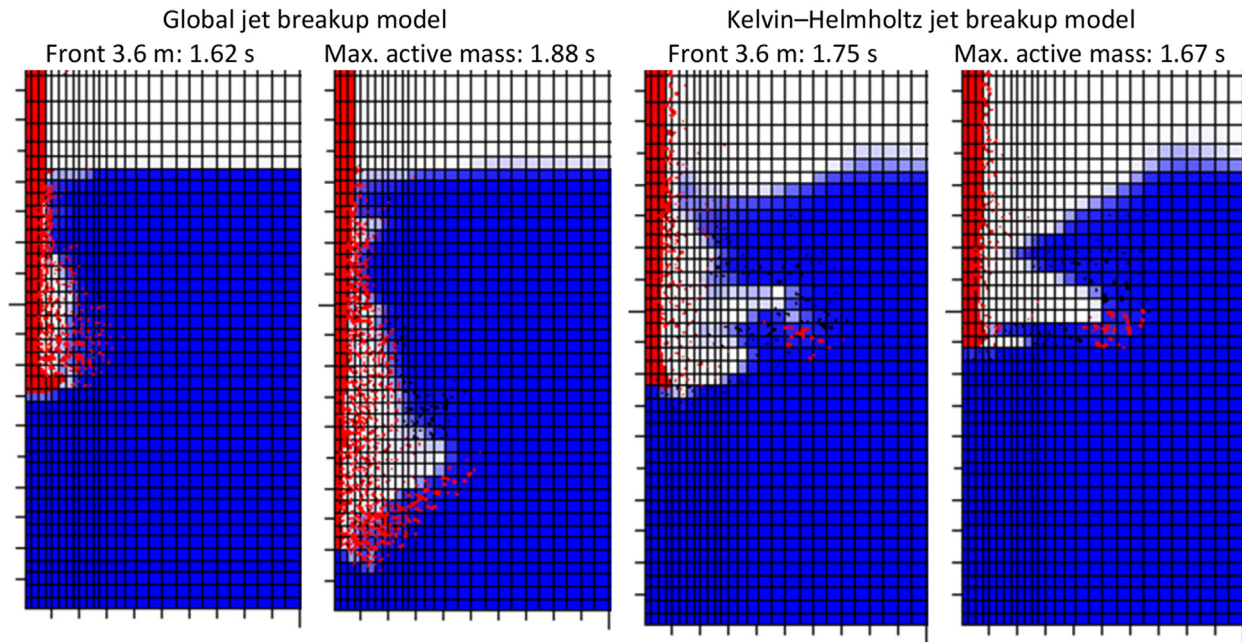 Global jet breakup model
Kelvin–Helmholtz jet breakup model
Front 3.6 m: 1.62 s
Max. active mass: 1.88 s
Front 3.6 m: 1.75 s
Max. active mass: 1.67 s